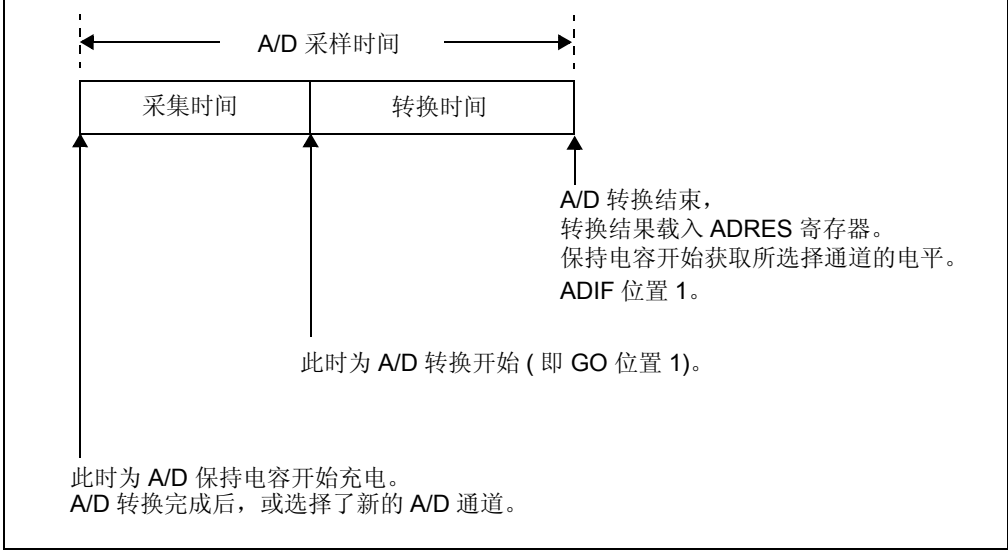 A/D 采样时间
采集时间
转换时间
A/D 转换结束，
转换结果载入 ADRES 寄存器。
保持电容开始获取所选择通道的电平。
ADIF 位置 1。
此时为 A/D 转换开始 ( 即 GO 位置 1)。
此时为 A/D 保持电容开始充电。
A/D 转换完成后，或选择了新的 A/D 通道。